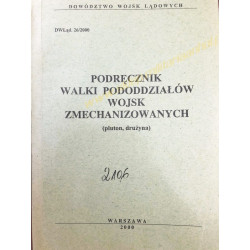 DOWÓDZTWO WOJSK LĄDOWYCH
DWLąd. 26/2000
PODRĘCZNIK
WALKI PODODDZIAŁÓW
WOJSK
ZMECHANIZOWANYCH
(pluton, drużyna)
2106
WARSZAWA
2000